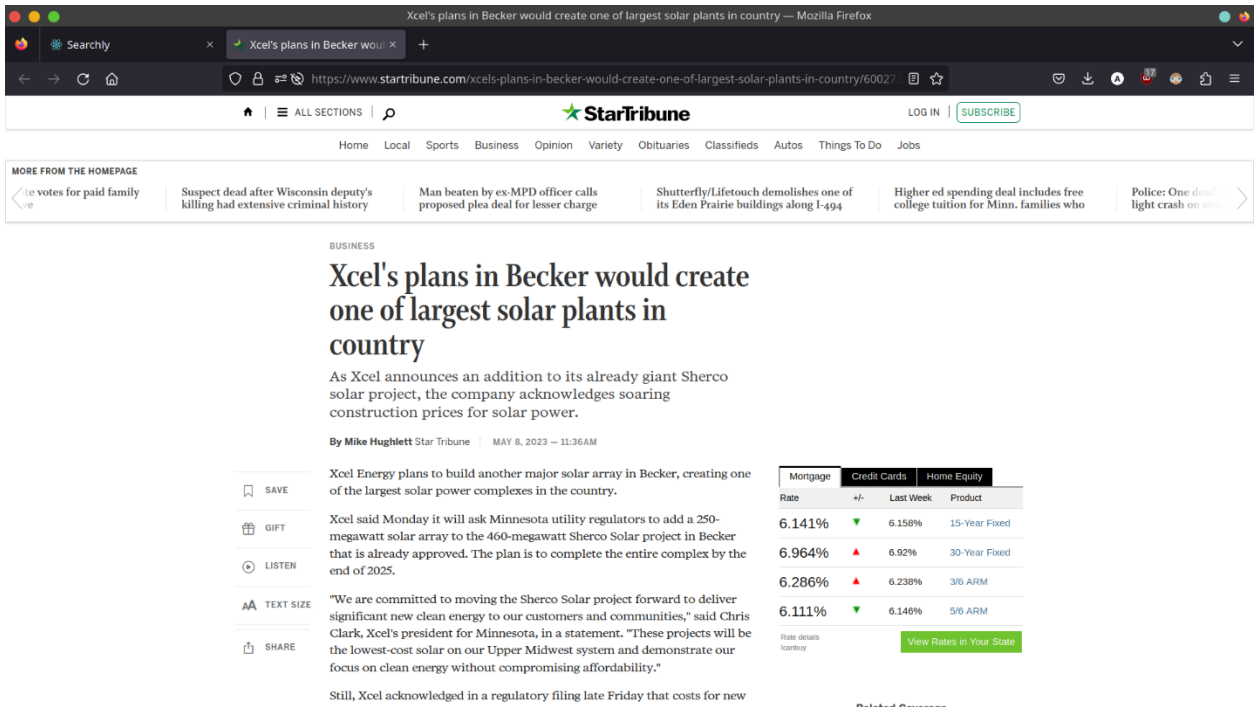 Xcel's plans in Becker would create one of largest solar plants in country — Mozilla Firefox
Searchly
Xcel's plans in Becker woul
https://www.startribune.com/xcels-plans-in-becker-would-create-one-of-largest-solar-plants-in-country/60027
17
ALL SECTIONS
StarTribune
LOG IN
SUBSCRIBE
Home Local Sports Business Opinion Variety Obituaries Classifieds Autos Things To Do Jobs
MORE FROM THE HOMEPAGE
te votes for paid family
ve
Suspect dead after Wisconsin deputy's
killing had extensive criminal history
Man beaten by ex-MPD officer calls
proposed plea deal for lesser charge
Shutterfly/Lifetouch demolishes one of
its Eden Prairie buildings along I-494
Higher ed spending deal includes free
college tuition for Minn. families who
Police: One dead,
light crash on
BUSINESS
Xcel's plans in Becker would create
one of largest solar plants in
country
As Xcel announces an addition to its already giant Sherco
solar project, the company acknowledges soaring
construction prices for solar power.
By Mike Hughlett Star Tribune MAY 8, 2023 — 11:36AM
SAVE
GIFT
LISTEN
AA TEXT SIZE
SHARE
Xcel Energy plans to build another major solar array in Becker, creating one
of the largest solar power complexes in the country.
Xcel said Monday it will ask Minnesota utility regulators to add a 250-
megawatt solar array to the 460-megawatt Sherco Solar project in Becker
that is already approved. The plan is to complete the entire complex by the
end of 2025.
"We are committed to moving the Sherco Solar project forward to deliver
significant new clean energy to our customers and communities," said Chris
Clark, Xcel's president for Minnesota, in a statement. "These projects will be
the lowest-cost solar on our Upper Midwest system and demonstrate our
focus on clean energy without compromising affordability."
Still, Xcel acknowledged in a regulatory filing late Friday that costs for new
Mortgage Credit Cards Home Equity
Rate +/- Last Week Product
6.141% 6.158% 15-Year Fixed
6.964% 6.92% 30-Year Fixed
6.286% 6.238% 3/6 ARM
6.111% 6.146% 5/6 ARM
Rate details
Icanbuy
View Rates in Your State
Related Coverage